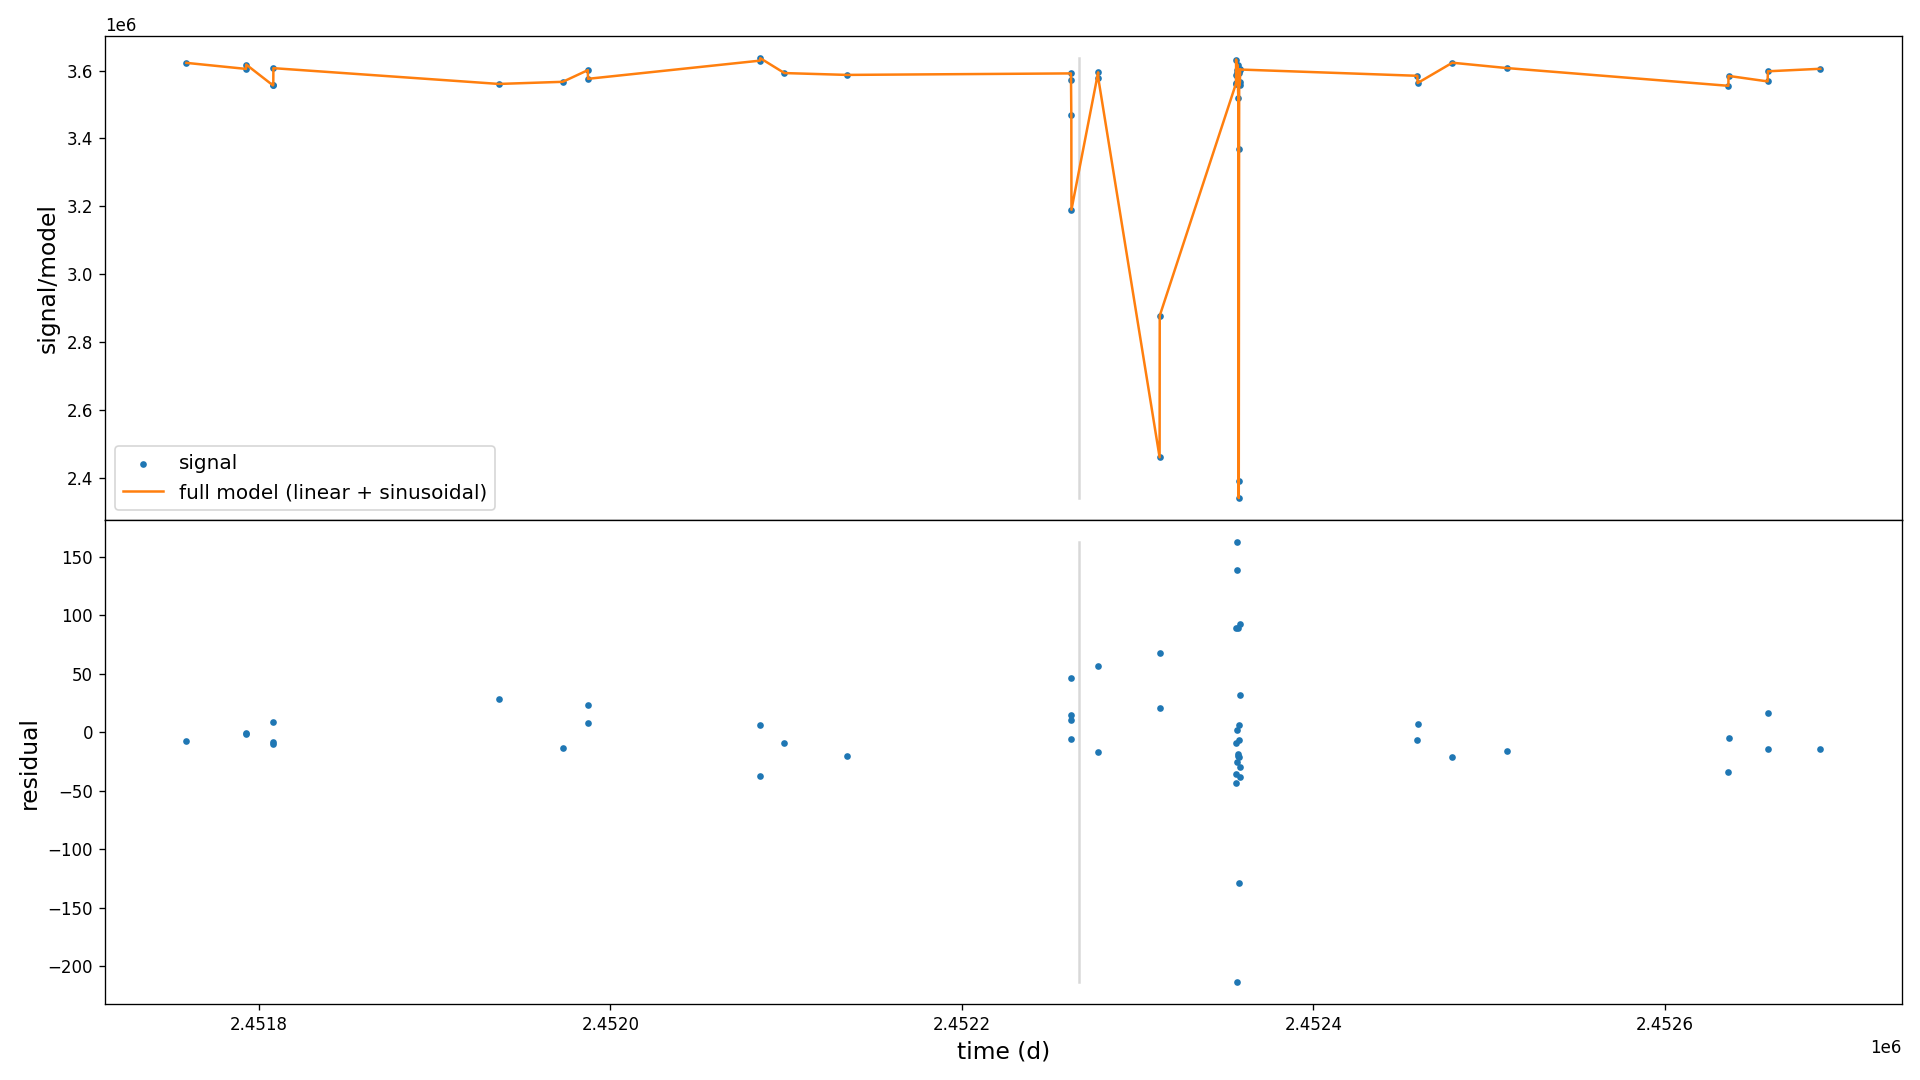 1e6
signal/model
3.6
3.4
3.2
3.0
2.8
2.6
2.4
signal
full model (linear + sinusoidal)
residual
150
100
50
0
−50
−100
−150
−200
2.4518
2.4520
2.4522
2.4524
2.4526
time (d)
1e6